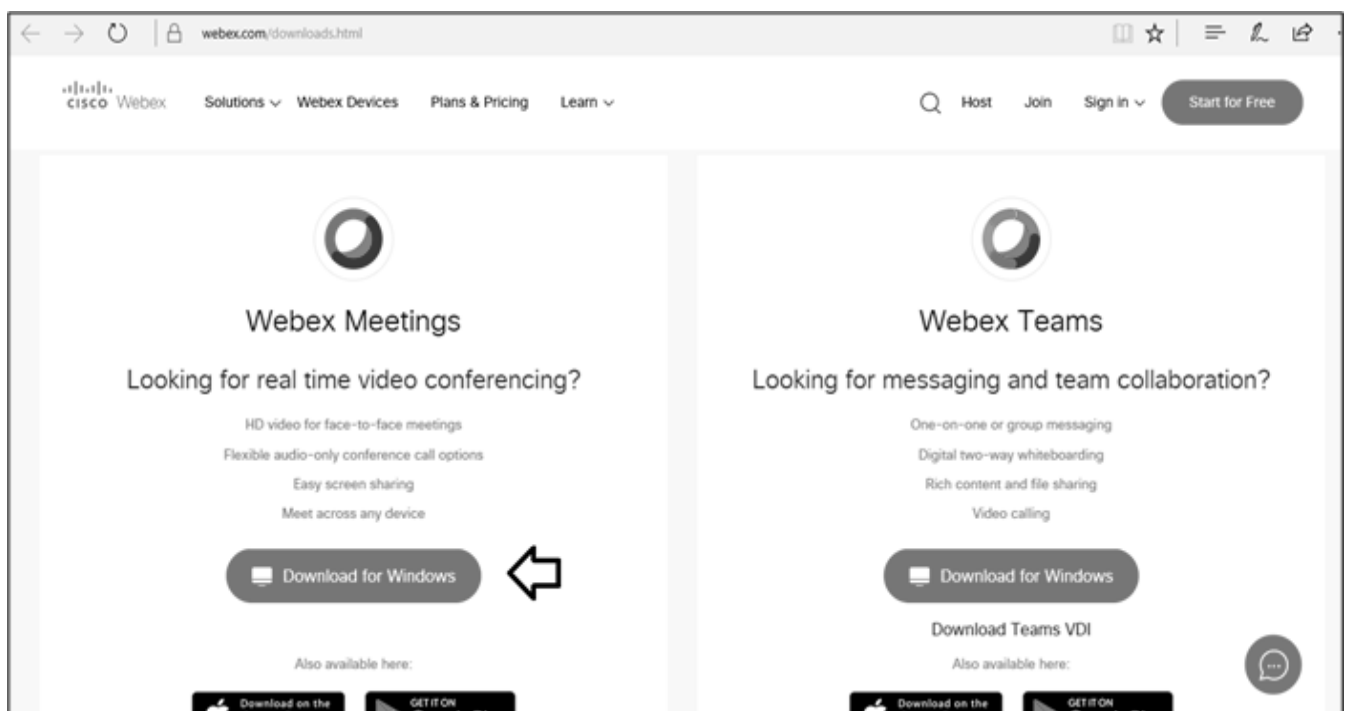 webex.com/downloads.html
cisco Webex Solutions Webex Devices Plans & Pricing Learn Host Join Sign in Start for Free
Webex Meetings
Looking for real time video conferencing?
HD video for face-to-face meetings
Flexible audio-only conference call options
Easy screen sharing
Meet across any device
Download for Windows
Also available here:
Download on the
GET IT ON
Webex Teams
Looking for messaging and team collaboration?
One-on-one or group messaging
Digital two-way whiteboarding
Rich content and file sharing
Video calling
Download for Windows
Download Teams VDI
Also available here:
Download on the
GET IT ON